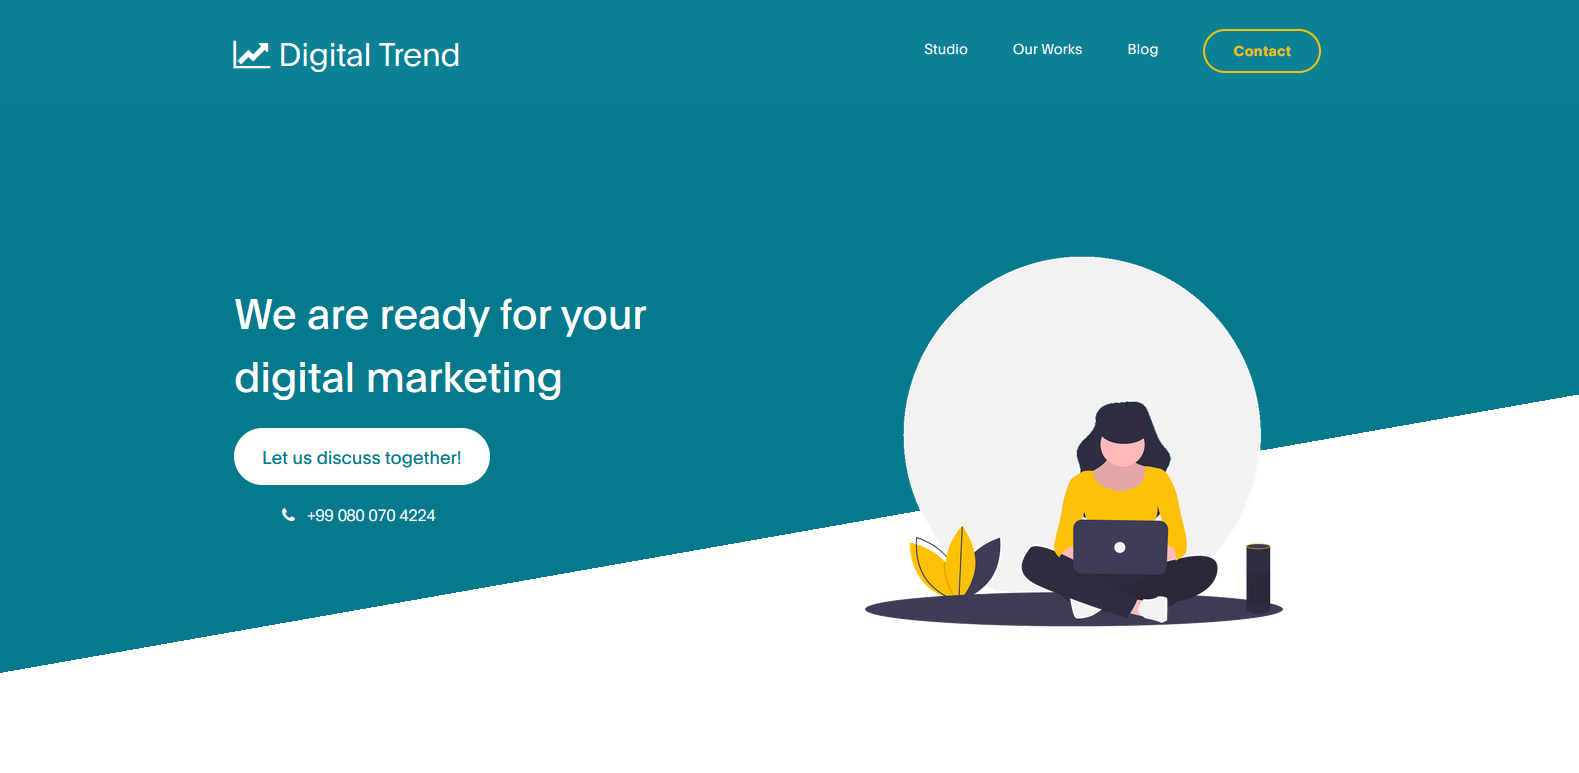 Digital Trend
Studio
Our Works
Blog
Contact
We are ready for your
digital marketing
Let us discuss together!
+99 080 070 4224